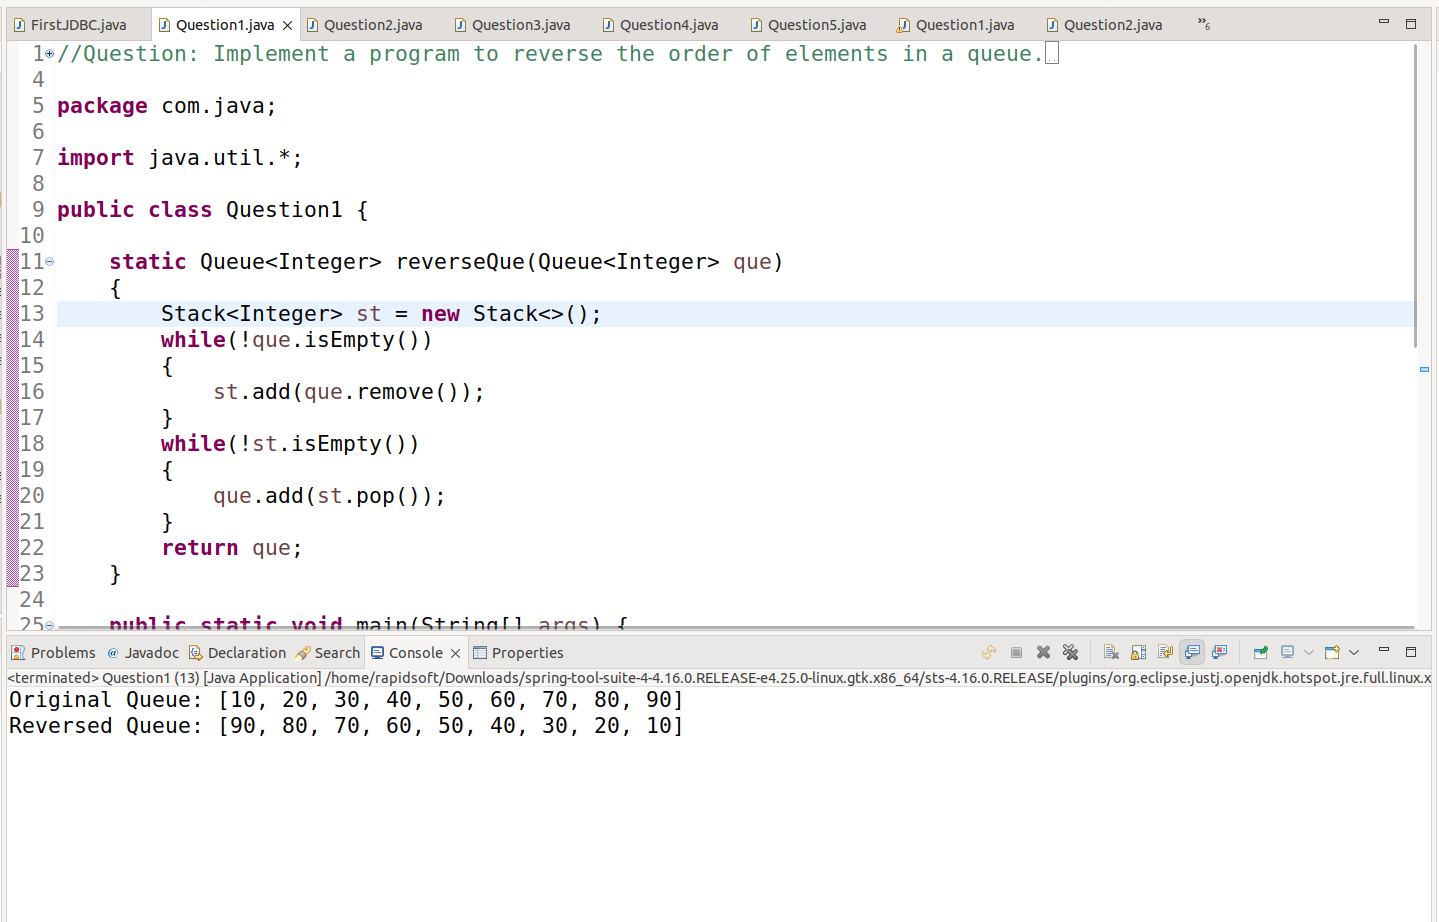 FirstJDBC.java Question1.java Question2.java Question3.java Question4.java Question5.java Question1.java Question2.java »6
1 //Question: Implement a program to reverse the order of elements in a queue...
4
5 package com.java;
6
7 import java.util.*;
8
9 public class Question1 {
10
11     static Queue<Integer> reverseQue(Queue<Integer> que)
12     {
13         Stack<Integer> st = new Stack<>();
14         while(!que.isEmpty())
15         {
16             st.add(que.remove());
17         }
18         while(!st.isEmpty())
19         {
20             que.add(st.pop());
21         }
22         return que;
23     }
24
25     public static void main(String[] args) {
Problems @ Javadoc Declaration Search Console Properties
<terminated> Question1 (13) [Java Application] /home/rapidsoft/Downloads/spring-tool-suite-4-4.16.0.RELEASE-e4.25.0-linux.gtk.x86_64/sts-4.16.0.RELEASE/plugins/org.eclipse.justj.openjdk.hotspot.jre.full.linux.x
Original Queue: [10, 20, 30, 40, 50, 60, 70, 80, 90]
Reversed Queue: [90, 80, 70, 60, 50, 40, 30, 20, 10]